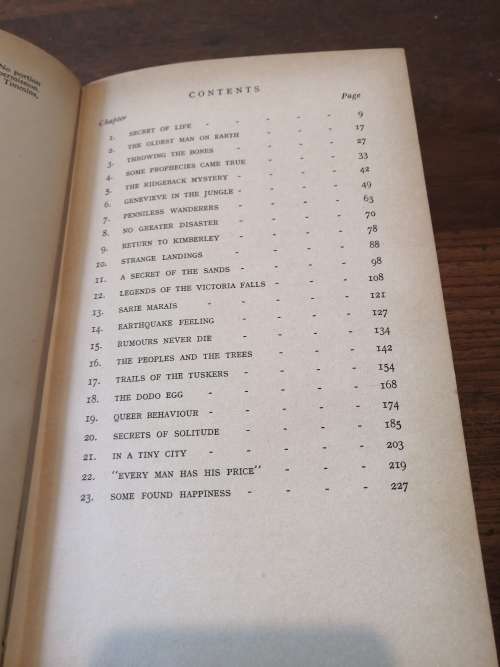 No portion
permission.
Tonsins,
CONTENTS
Chapter Page
1. SECRET OF LIFE - - - - 9
2. THE OLDEST MAN ON EARTH - - - 17
3. THROWING THE BONES - - - 27
4. SOME PROPHECIES CAME TRUE - - - 33
5. THE RIDGEBACK MYSTERY - - - - 42
6. GENEVIEVE IN THE JUNGLE - - - - 49
7. PENNILESS WANDERERS - - - - 63
8. NO GREATER DISASTER - - - - 70
9. RETURN TO KIMBERLEY - - - - 78
10. STRANGE LANDINGS - - - - 88
11. A SECRET OF THE SANDS - - - - 98
12. LEGENDS OF THE VICTORIA FALLS - - - 108
13. SARIE MARAIS - - - - - 121
14. EARTHQUAKE FEELING - - - - 127
15. RUMOURS NEVER DIE - - - - 134
16. THE PEOPLES AND THE TREES - - - 142
17. TRAILS OF THE TUSKERS - - - - 154
18. THE DODO EGG - - - - - 168
19. QUEER BEHAVIOUR - - - - - 174
20. SECRETS OF SOLITUDE - - - - 185
21. IN A TINY CITY - - - - - 203
22. "EVERY MAN HAS HIS PRICE" - - - 219
23. SOME FOUND HAPPINESS - - - - 227